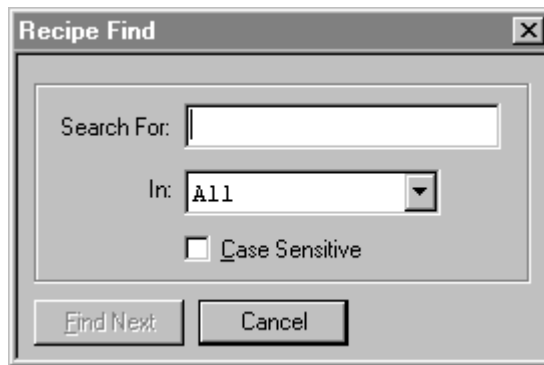 Recipe Find
Search For:
In: All
Case Sensitive
Find Next Cancel